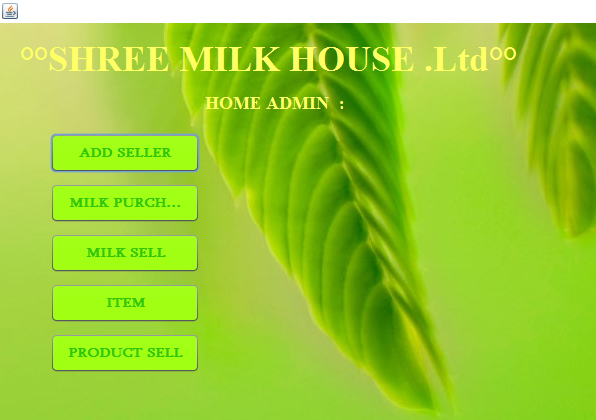 °°SHREE MILK HOUSE .Ltd°°
HOME ADMIN :
ADD SELLER
MILK PURCH...
MILK SELL
ITEM
PRODUCT SELL